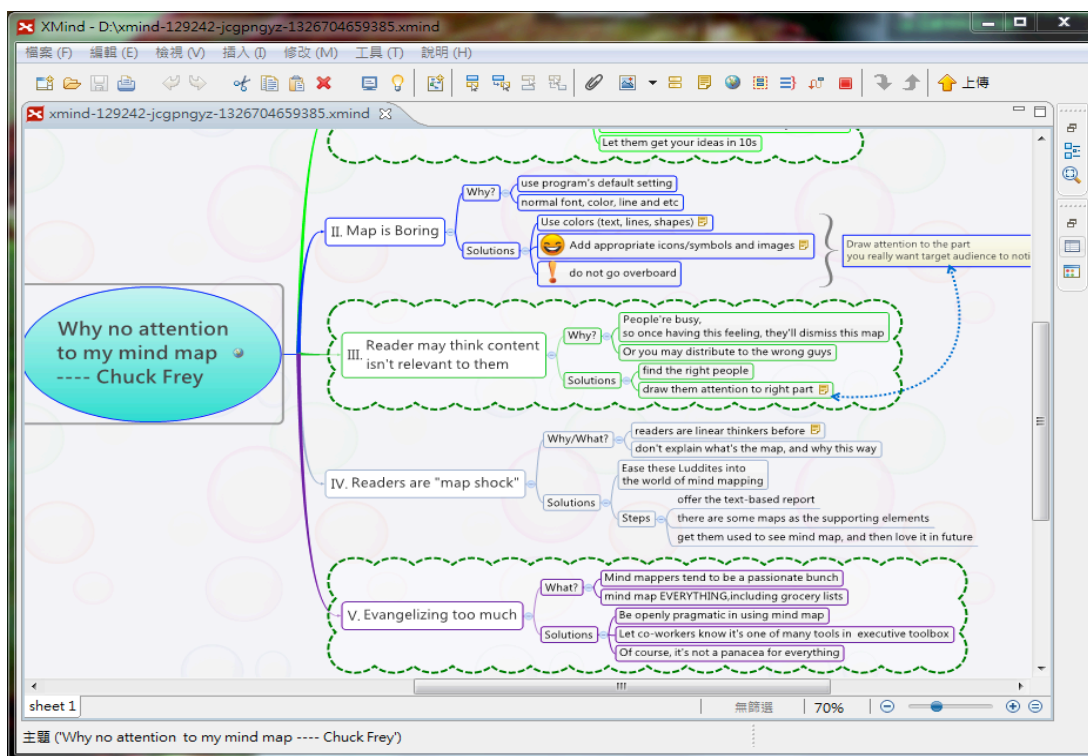 XMind - D:\xmind-129242-jcgpngyz-1326704659385.xmind
檔案 (F) 編輯 (E) 檢視 (V) 插入 (I) 修改 (M) 工具 (T) 說明 (H)
上傳
xmind-129242-jcgpngyz-1326704659385.xmind
Let them get your ideas in 10s
Why no attention
to my mind map
---- Chuck Frey
II. Map is Boring
Why?
use program's default setting
normal font, color, line and etc
Solutions
Use colors (text, lines, shapes)
Add appropriate icons/symbols and images
do not go overboard
Draw attention to the part
you really want target audience to noti
III. Reader may think content
isn't relevant to them
Why?
People're busy,
so once having this feeling, they'll dismiss this map
Or you may distribute to the wrong guys
Solutions
find the right people
draw them attention to right part
IV. Readers are "map shock"
Why/What?
readers are linear thinkers before
don't explain what's the map, and why this way
Solutions
Ease these Luddites into
the world of mind mapping
Steps
offer the text-based report
there are some maps as the supporting elements
get them used to see mind map, and then love it in future
V. Evangelizing too much
What?
Mind mappers tend to be a passionate bunch
mind map EVERYTHING,including grocery lists
Solutions
Be openly pragmatic in using mind map
Let co-workers know it's one of many tools in executive toolbox
Of course, it's not a panacea for everything
sheet 1
無篩選
70%
主題 ('Why no attention to my mind map ---- Chuck Frey')